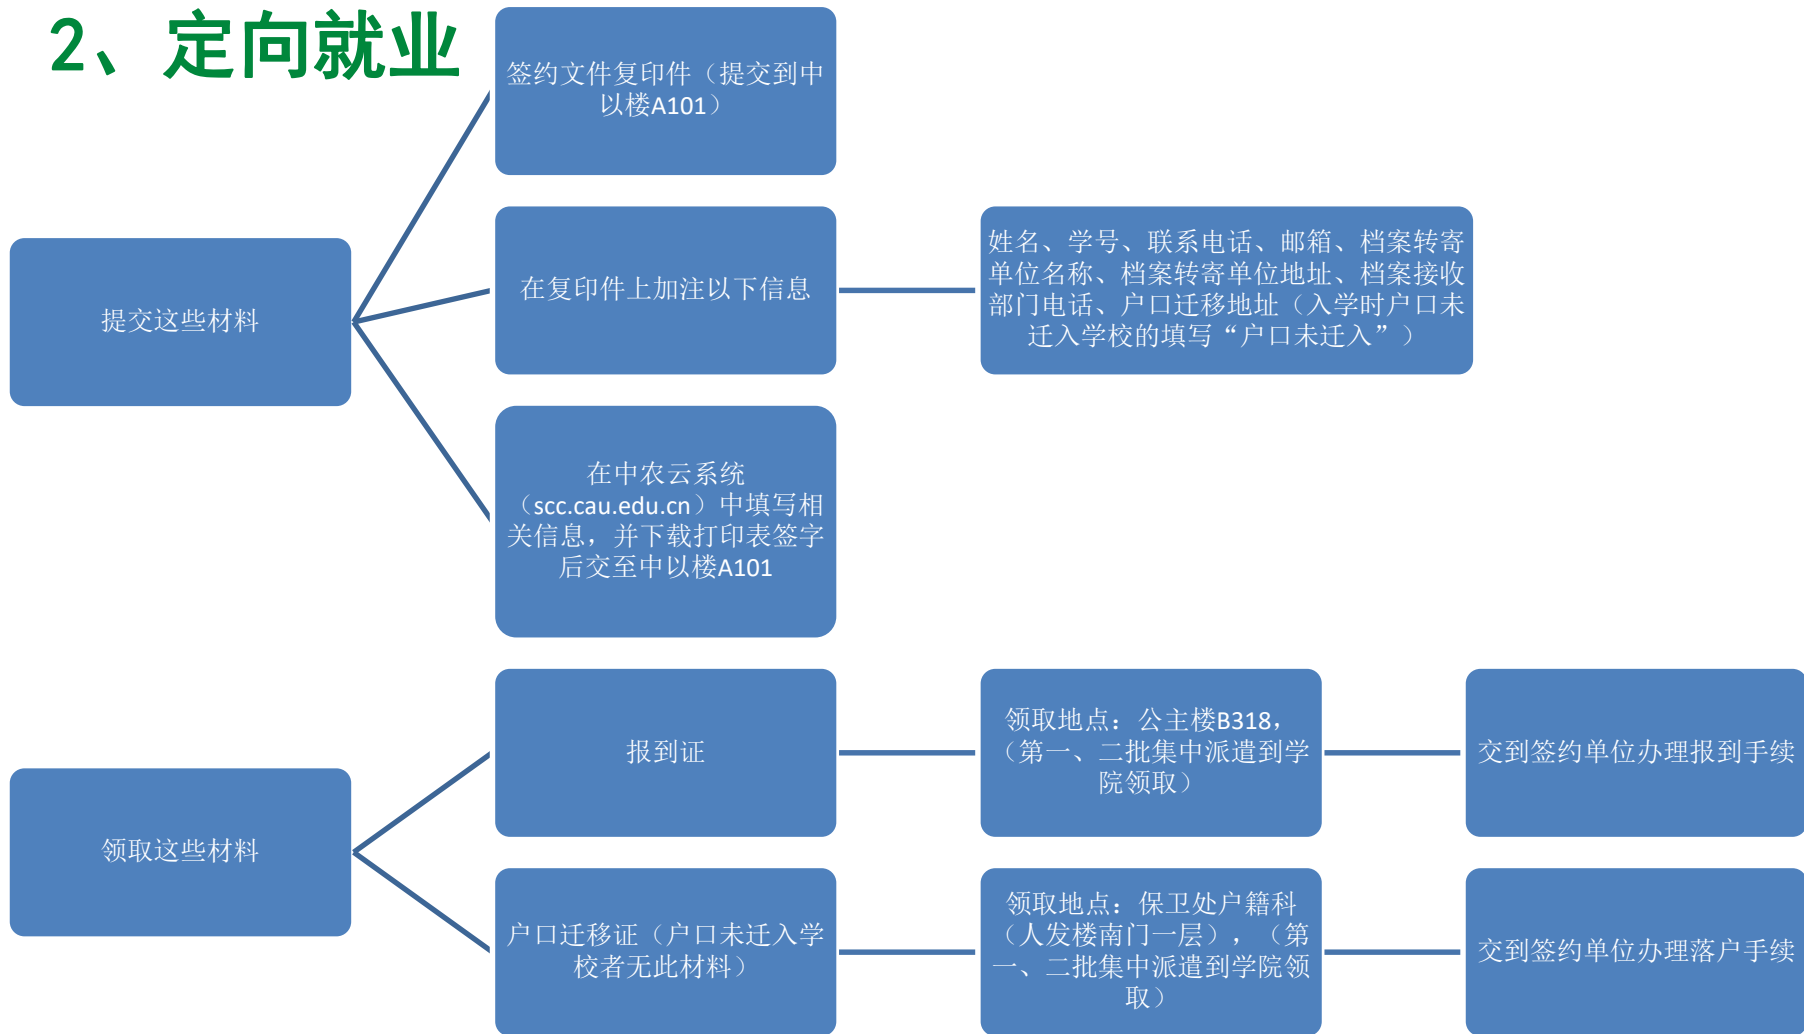 2、定向就业
签约文件复印件（提交到中
以楼A101）
提交这些材料
在复印件上加注以下信息
姓名、学号、联系电话、邮箱、档案转寄
单位名称、档案转寄单位地址、档案接收
部门电话、户口迁移地址（入学时户口未
迁入学校的填写“户口未迁入”）
在中农云系统
（scc.cau.edu.cn）中填写相
关信息，并下载打印表签字
后交至中以楼A101
领取这些材料
报到证
领取地点：公主楼B318，
（第一、二批集中派遣到学
院领取）
交到签约单位办理报到手续
户口迁移证（户口未迁入学
校者无此材料）
领取地点：保卫处户籍科
（人发楼南门一层），（第
一、二批集中派遣到学院领
取）
交到签约单位办理落户手续